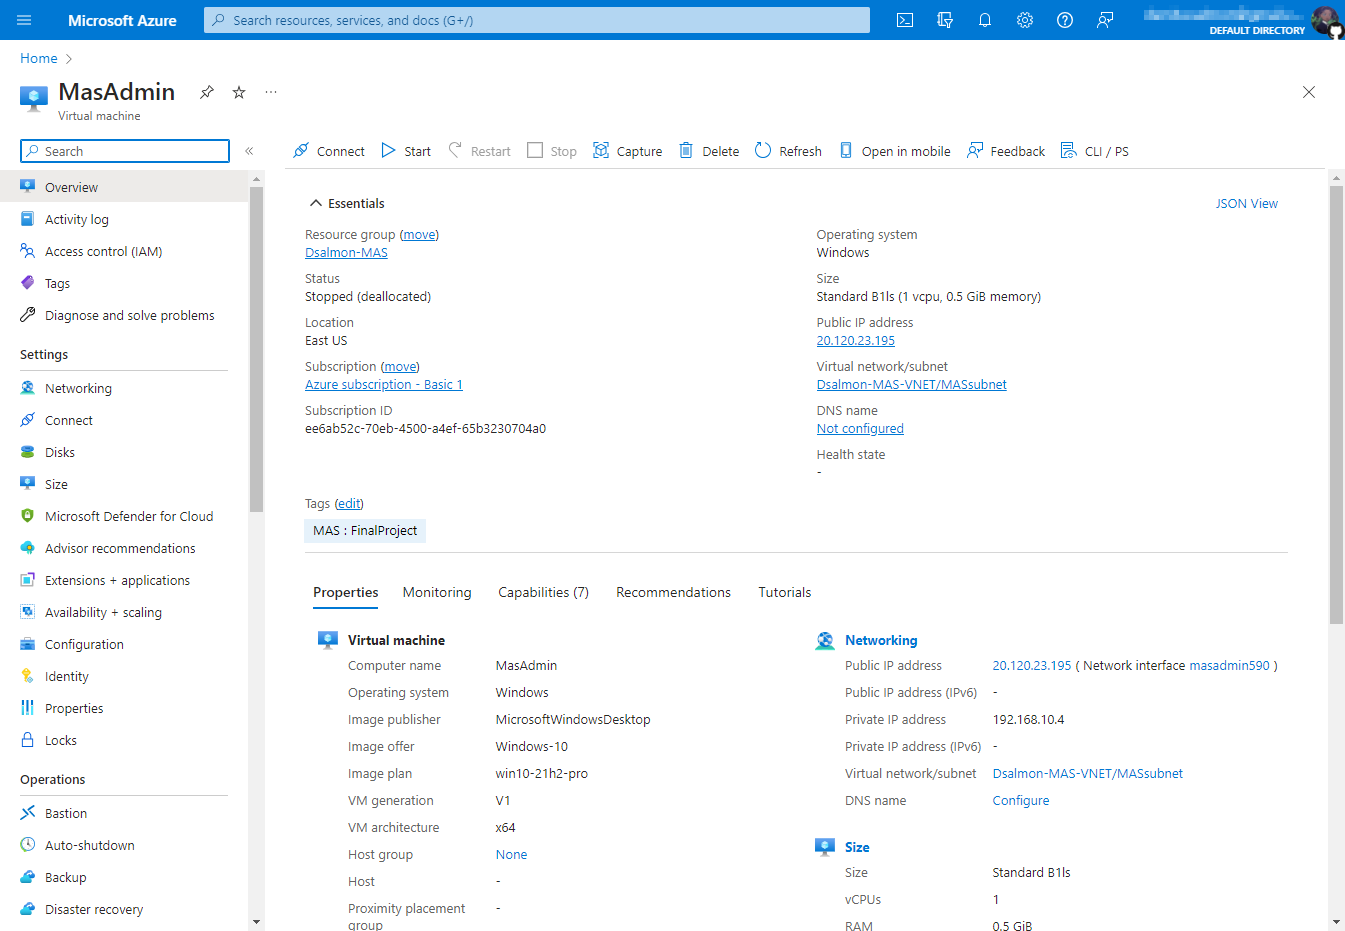 Microsoft Azure
Search resources, services, and docs (G+/)
DEFAULT DIRECTORY
Home
MasAdmin
Virtual machine
Search
Connect Start Restart Stop Capture Delete Refresh Open in mobile Feedback CLI / PS
Overview
Activity log
Access control (IAM)
Tags
Diagnose and solve problems
Settings
Networking
Connect
Disks
Size
Microsoft Defender for Cloud
Advisor recommendations
Extensions + applications
Availability + scaling
Configuration
Identity
Properties
Locks
Operations
Bastion
Auto-shutdown
Backup
Disaster recovery
Essentials
JSON View
Resource group (move)
Dsalmon-MAS
Status
Stopped (deallocated)
Location
East US
Subscription (move)
Azure subscription - Basic 1
Subscription ID
ee6ab52c-70eb-4500-a4ef-65b3230704a0
Operating system
Windows
Size
Standard B1ls (1 vcpu, 0.5 GiB memory)
Public IP address
20.120.23.195
Virtual network/subnet
Dsalmon-MAS-VNET/MASsubnet
DNS name
Not configured
Health state
-
Tags (edit)
MAS : FinalProject
Properties Monitoring Capabilities (7) Recommendations Tutorials
Virtual machine
Computer name MasAdmin
Operating system Windows
Image publisher MicrosoftWindowsDesktop
Image offer Windows-10
Image plan win10-21h2-pro
VM generation V1
VM architecture x64
Host group None
Host -
Proximity placement group -
Networking
Public IP address 20.120.23.195 ( Network interface masadmin590 )
Public IP address (IPv6) -
Private IP address 192.168.10.4
Private IP address (IPv6) -
Virtual network/subnet Dsalmon-MAS-VNET/MASsubnet
DNS name Configure
Size
Size Standard B1ls
vCPUs 1
RAM 0.5 GiB